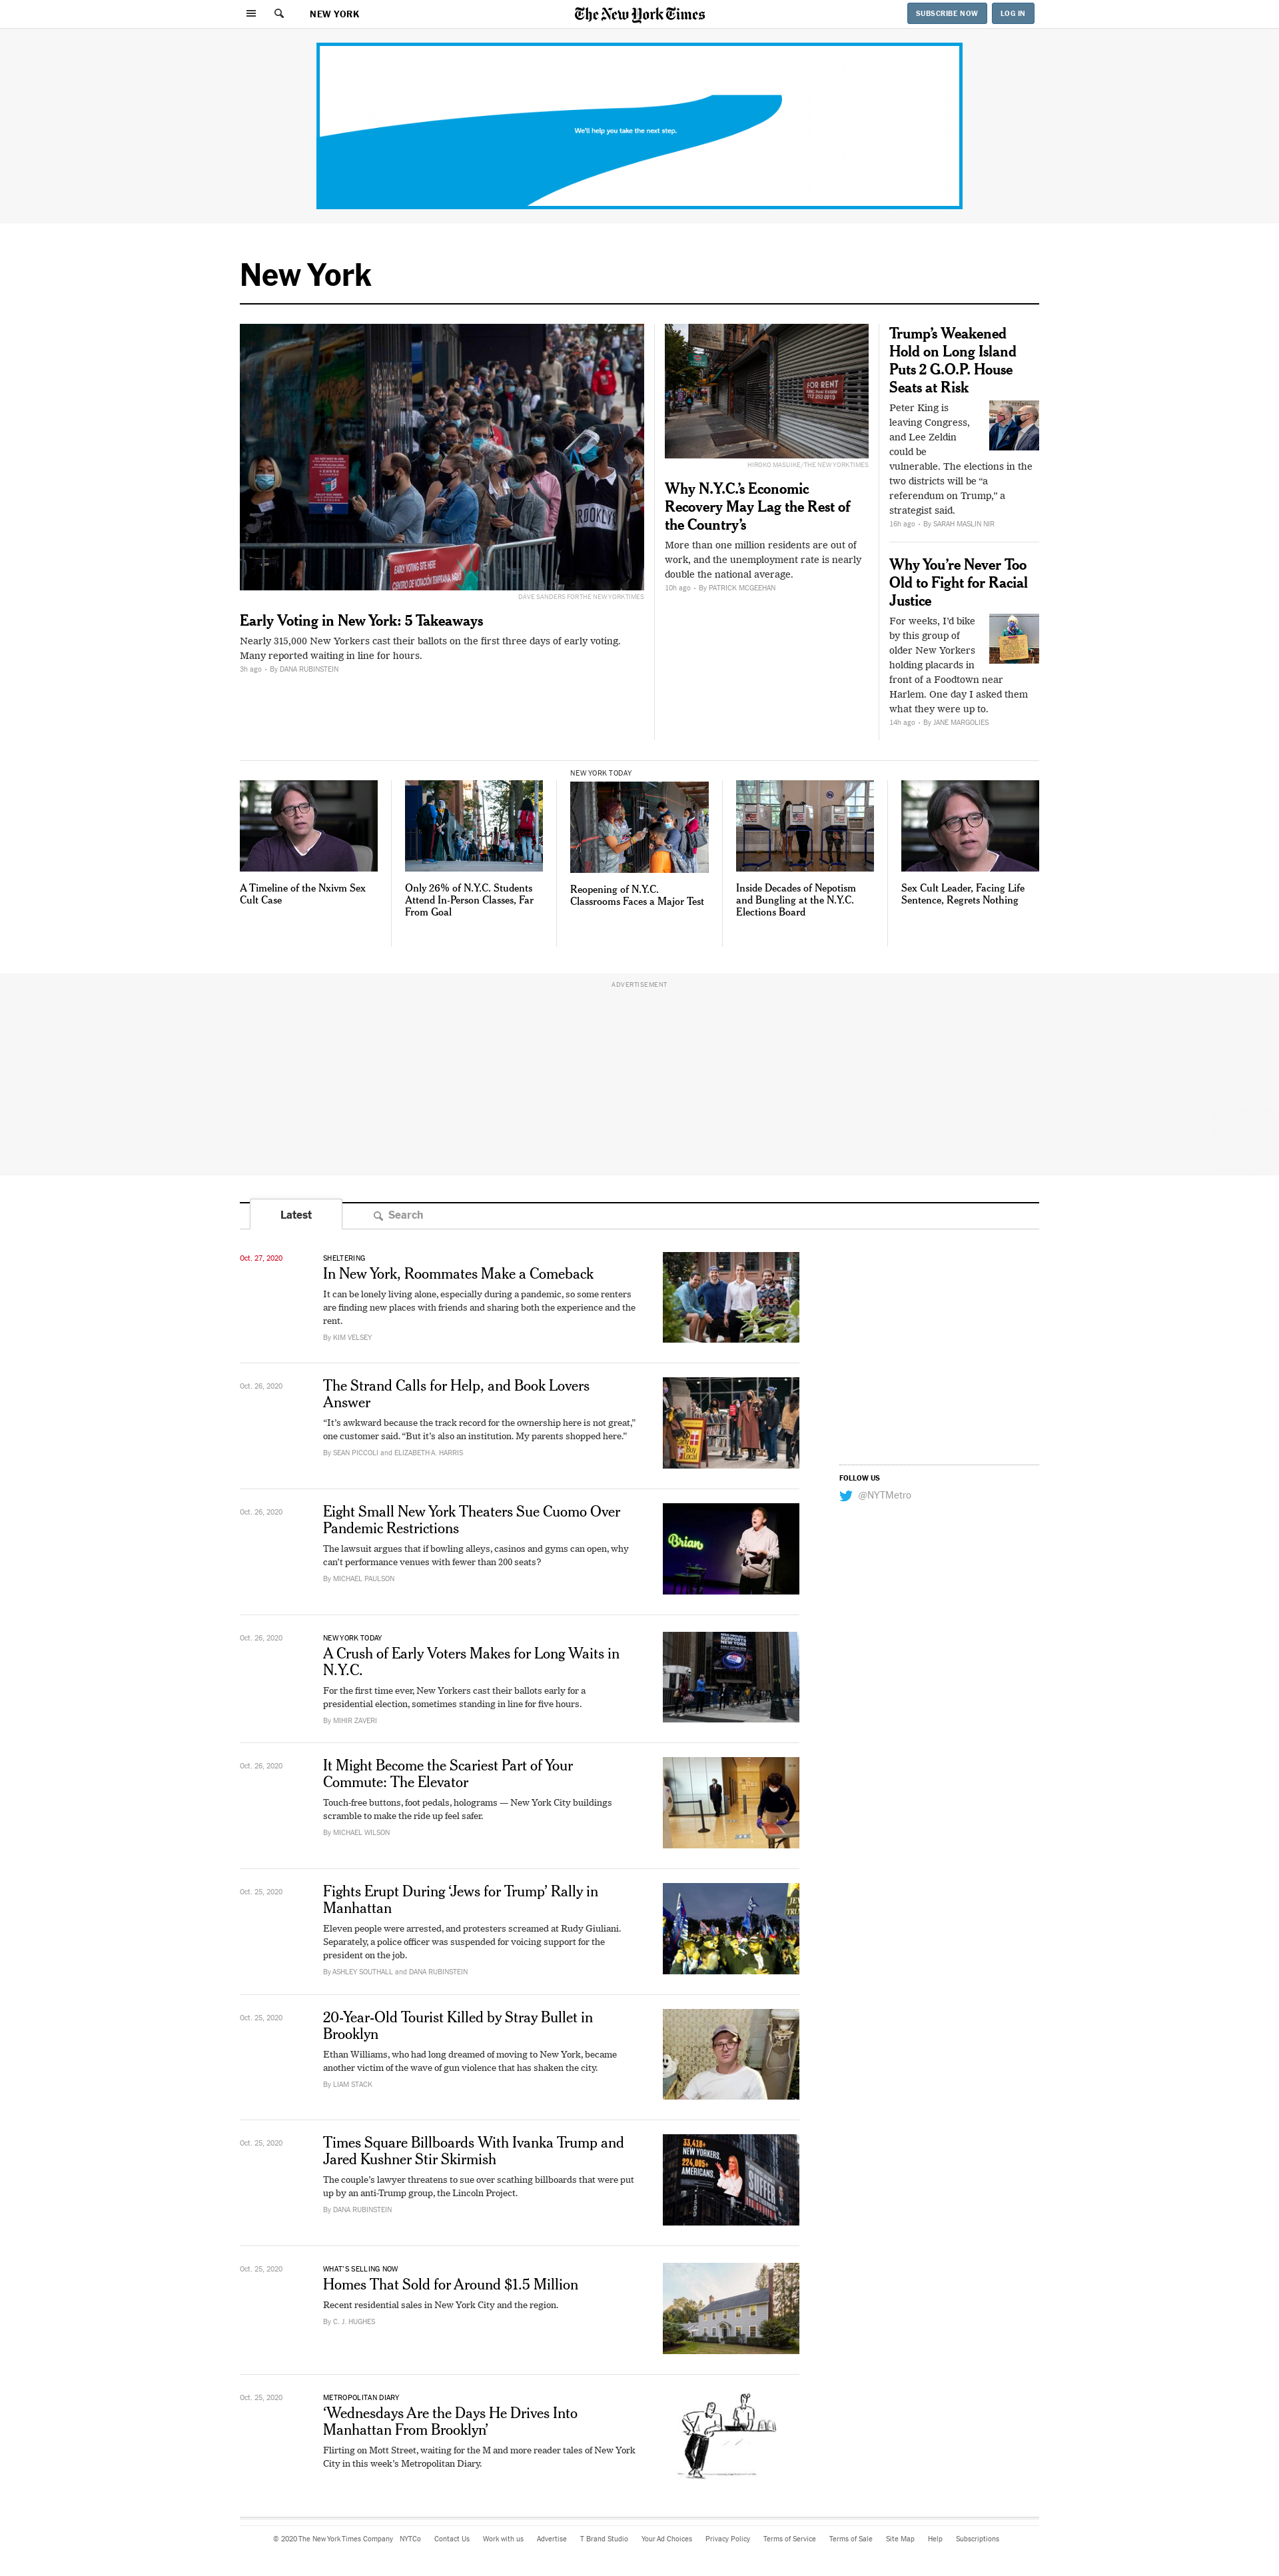 NEW YORK
The New York Times
SUBSCRIBE NOW
LOG IN
We'll help you take the next step.
New York
DAVE SANDERS FOR THE NEW YORK TIMES
Early Voting in New York: 5 Takeaways
Nearly 315,000 New Yorkers cast their ballots on the first three days of early voting.
Many reported waiting in line for hours.
3h ago · By DANA RUBINSTEIN
FOR RENT
HIROKO MASUIKE/THE NEW YORK TIMES
Why N.Y.C.'s Economic
Recovery May Lag the Rest of
the Country's
More than one million residents are out of
work, and the unemployment rate is nearly
double the national average.
10h ago · By PATRICK MCGEEHAN
Trump's Weakened
Hold on Long Island
Puts 2 G.O.P. House
Seats at Risk
Peter King is
leaving Congress,
and Lee Zeldin
could be
vulnerable. The elections in the
two districts will be “a
referendum on Trump,” a
strategist said.
16h ago · By SARAH MASLIN NIR
Why You're Never Too
Old to Fight for Racial
Justice
For weeks, I'd bike
by this group of
older New Yorkers
holding placards in
front of a Foodtown near
Harlem. One day I asked them
what they were up to.
14h ago · By JANE MARGOLIES
A Timeline of the Nxivm Sex
Cult Case
Only 26% of N.Y.C. Students
Attend In-Person Classes, Far
From Goal
NEW YORK TODAY
Reopening of N.Y.C.
Classrooms Faces a Major Test
Inside Decades of Nepotism
and Bungling at the N.Y.C.
Elections Board
Sex Cult Leader, Facing Life
Sentence, Regrets Nothing
ADVERTISEMENT
Latest
Search
Oct. 27, 2020
SHELTERING
In New York, Roommates Make a Comeback
It can be lonely living alone, especially during a pandemic, so some renters
are finding new places with friends and sharing both the experience and the
rent.
By KIM VELSEY
Oct. 26, 2020
The Strand Calls for Help, and Book Lovers
Answer
“It's awkward because the track record for the ownership here is not great,”
one customer said. “But it's also an institution. My parents shopped here.”
By SEAN PICCOLI and ELIZABETH A. HARRIS
FOLLOW US
@NYTMetro
Oct. 26, 2020
Eight Small New York Theaters Sue Cuomo Over
Pandemic Restrictions
The lawsuit argues that if bowling alleys, casinos and gyms can open, why
can't performance venues with fewer than 200 seats?
By MICHAEL PAULSON
Brian
Oct. 26, 2020
NEW YORK TODAY
A Crush of Early Voters Makes for Long Waits in
N.Y.C.
For the first time ever, New Yorkers cast their ballots early for a
presidential election, sometimes standing in line for five hours.
By MIHIR ZAVERI
Oct. 26, 2020
It Might Become the Scariest Part of Your
Commute: The Elevator
Touch-free buttons, foot pedals, holograms — New York City buildings
scramble to make the ride up feel safer.
By MICHAEL WILSON
Oct. 25, 2020
Fights Erupt During ‘Jews for Trump’ Rally in
Manhattan
Eleven people were arrested, and protesters screamed at Rudy Giuliani.
Separately, a police officer was suspended for voicing support for the
president on the job.
By ASHLEY SOUTHALL and DANA RUBINSTEIN
Oct. 25, 2020
20-Year-Old Tourist Killed by Stray Bullet in
Brooklyn
Ethan Williams, who had long dreamed of moving to New York, became
another victim of the wave of gun violence that has shaken the city.
By LIAM STACK
Oct. 25, 2020
Times Square Billboards With Ivanka Trump and
Jared Kushner Stir Skirmish
The couple's lawyer threatens to sue over scathing billboards that were put
up by an anti-Trump group, the Lincoln Project.
By DANA RUBINSTEIN
Oct. 25, 2020
WHAT'S SELLING NOW
Homes That Sold for Around $1.5 Million
Recent residential sales in New York City and the region.
By C. J. HUGHES
Oct. 25, 2020
METROPOLITAN DIARY
‘Wednesdays Are the Days He Drives Into
Manhattan From Brooklyn’
Flirting on Mott Street, waiting for the M and more reader tales of New York
City in this week's Metropolitan Diary.
© 2020 The New York Times Company NYTCo Contact Us Work with us Advertise T Brand Studio Your Ad Choices Privacy Policy Terms of Service Terms of Sale Site Map Help Subscriptions